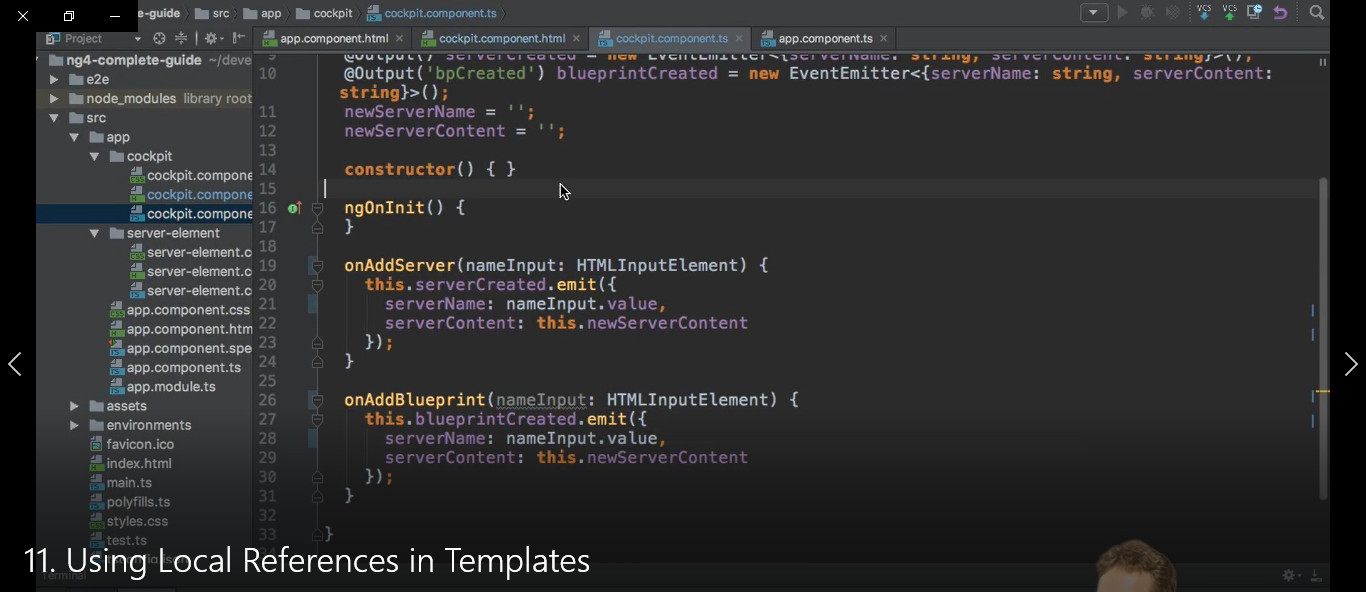 e-guide src app cockpit cockpit.component.ts
Project
app.component.html cockpit.component.html cockpit.component.ts app.component.ts
ng4-complete-guide ~/deve
e2e
node_modules library root
src
app
cockpit
cockpit.compone
cockpit.compone
cockpit.compone
server-element
server-element.c
server-element.c
server-element.c
app.component.css
app.component.htm
app.component.spe
app.component.ts
app.module.ts
assets
environments
favicon.ico
index.html
main.ts
polyfills.ts
styles.css
test.ts
10 @Output('bpCreated') blueprintCreated = new EventEmitter<{serverName: string, serverContent:
string}>();
11 newServerName = '';
12 newServerContent = '';
13
14 constructor() { }
15
16 ngOnInit() {
17 }
18
19 onAddServer(nameInput: HTMLInputElement) {
20 this.serverCreated.emit({
21 serverName: nameInput.value,
22 serverContent: this.newServerContent
23 });
24 }
25
26 onAddBlueprint(nameInput: HTMLInputElement) {
27 this.blueprintCreated.emit({
28 serverName: nameInput.value,
29 serverContent: this.newServerContent
30 });
31 }
32
33 }
11. Using Local References in Templates
Terminal
VCS VCS